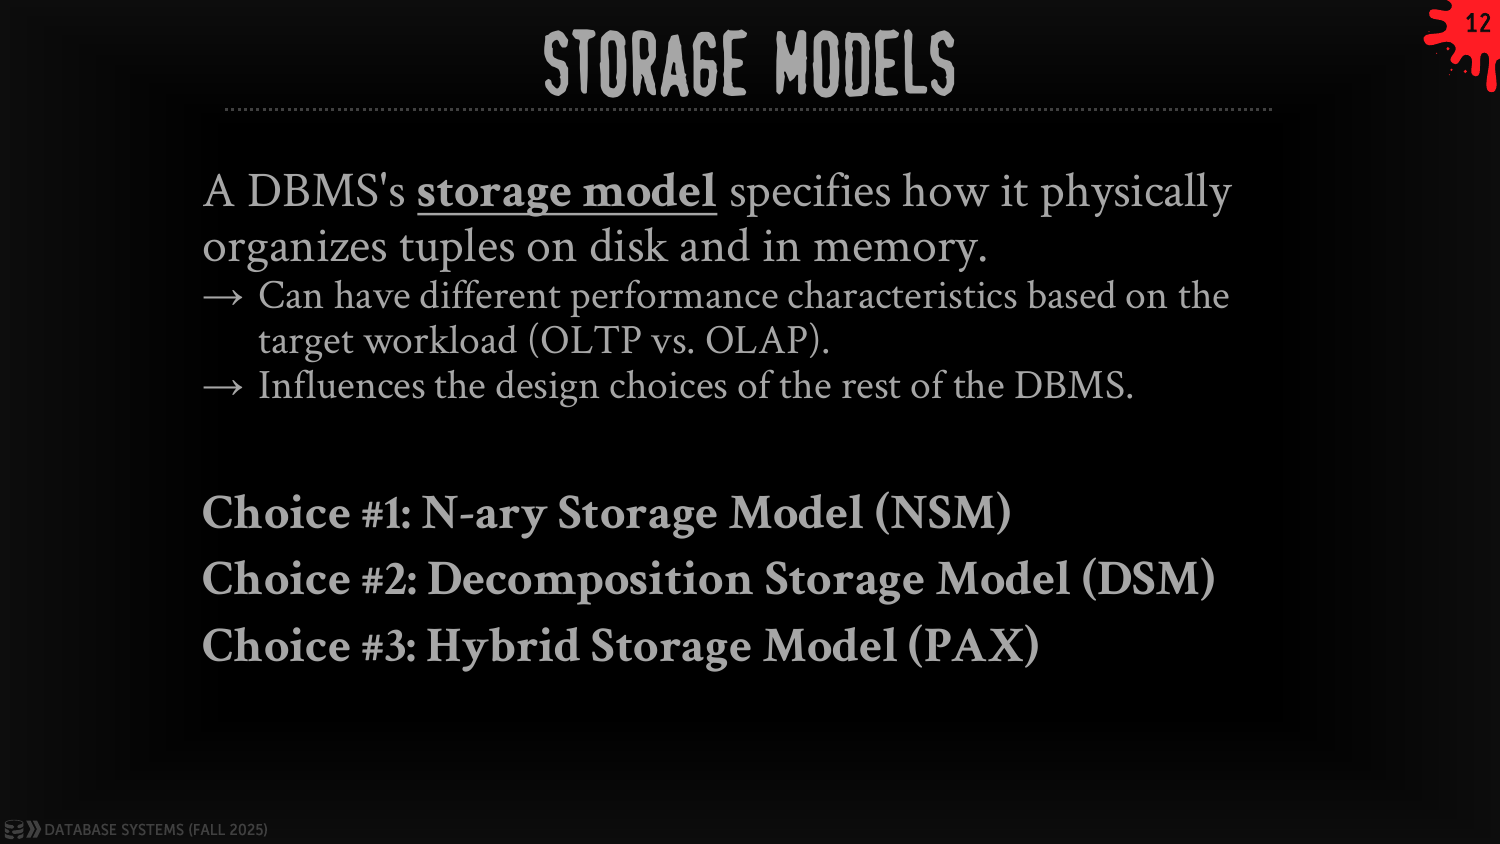 STORAGE MODELS
12
A DBMS's storage model specifies how it physically
organizes tuples on disk and in memory.
→ Can have different performance characteristics based on the
target workload (OLTP vs. OLAP).
→ Influences the design choices of the rest of the DBMS.
Choice #1: N-ary Storage Model (NSM)
Choice #2: Decomposition Storage Model (DSM)
Choice #3: Hybrid Storage Model (PAX)
DATABASE SYSTEMS (FALL 2025)